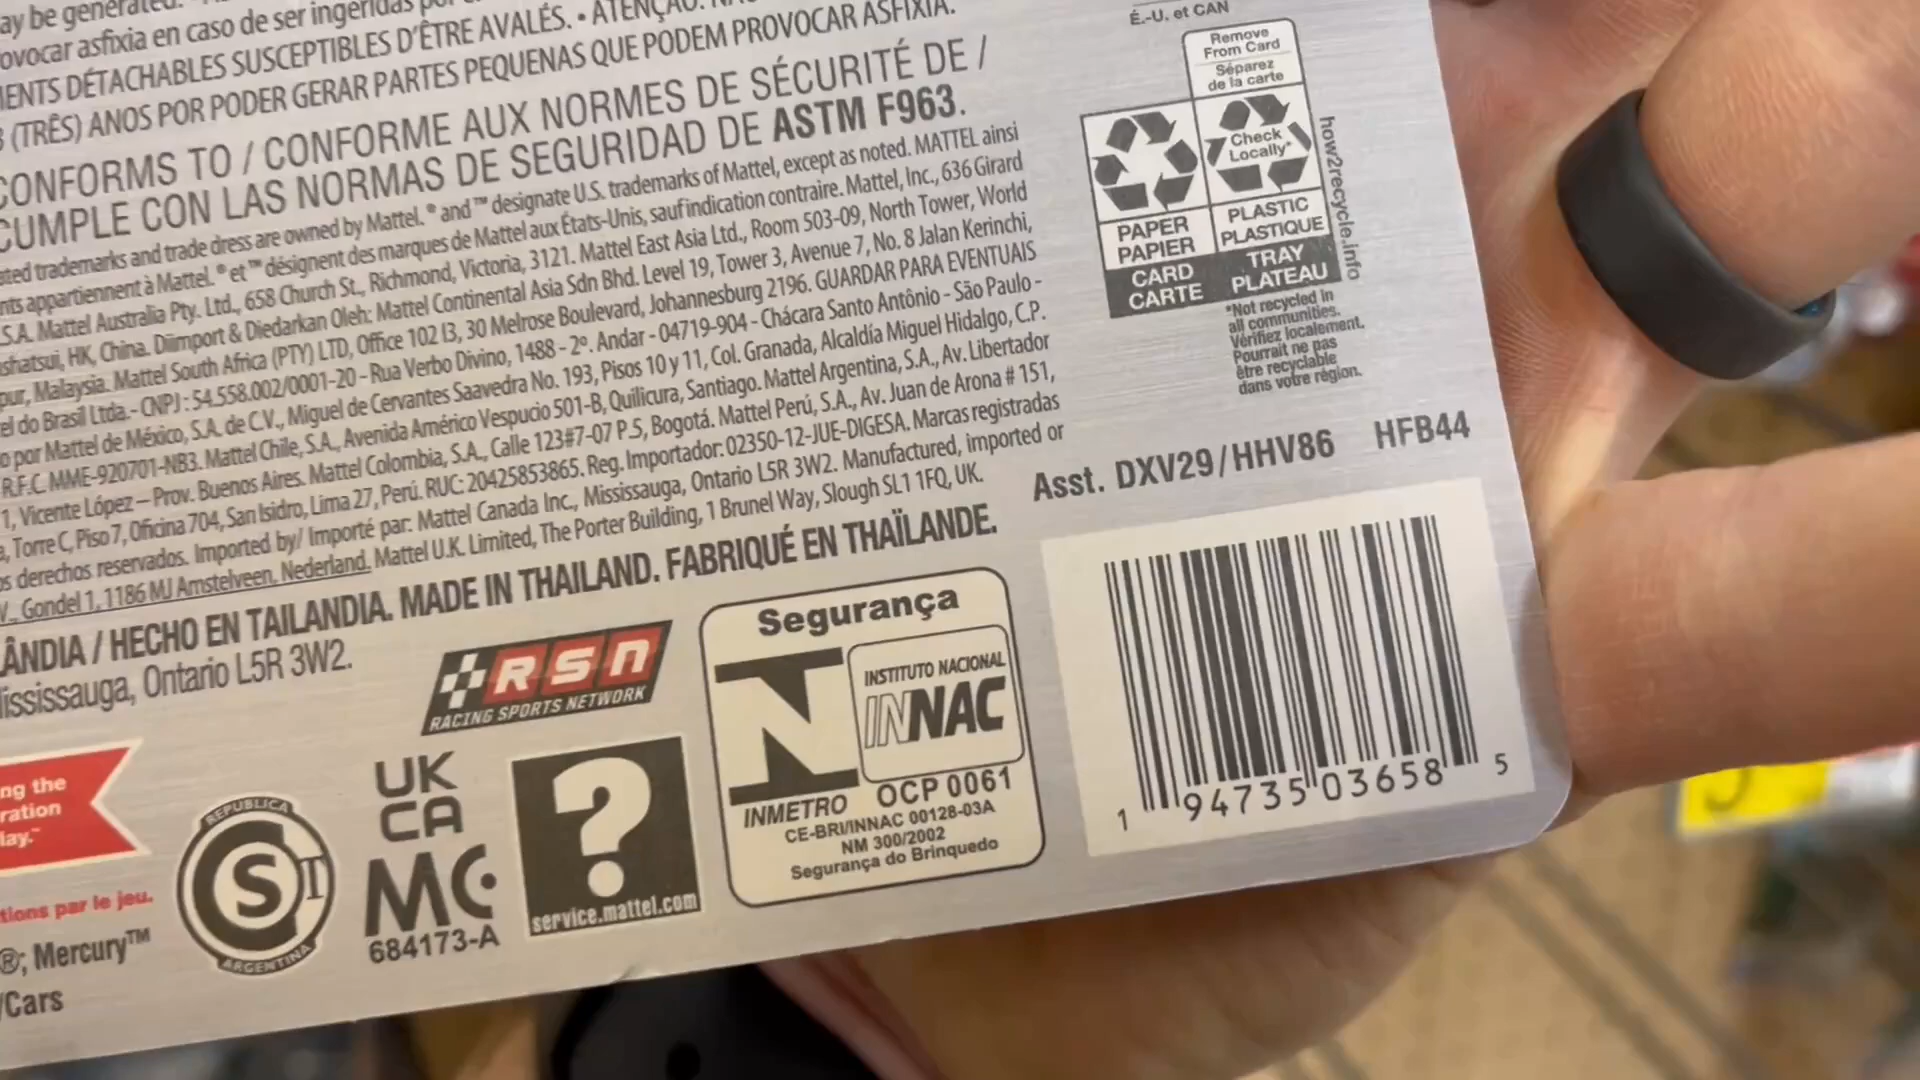 ay be generated.
ovocar asfixia en caso de ser ingeridas
MENTS DÉTACHABLES SUSCEPTIBLES D'ÊTRE AVALÉS. • ATENÇÃO:
3 (TRÊS) ANOS POR PODER GERAR PARTES PEQUENAS QUE PODEM PROVOCAR ASFIXIA.
CONFORMS TO / CONFORME AUX NORMES DE SÉCURITÉ DE /
CUMPLE CON LAS NORMAS DE SEGURIDAD DE ASTM F963.
ated trademarks and trade dress are owned by Mattel. ® and ™ designate U.S. trademarks of Mattel, except as noted. MATTEL ainsi
nts appartiennent à Mattel. ® et ™ désignent des marques de Mattel aux États-Unis, sauf indication contraire. Mattel, Inc., 636 Girard
S.A. Mattel Australia Pty. Ltd., 658 Church St., Richmond, Victoria, 3121. Mattel East Asia Ltd., Room 503-09, North Tower, World
shatsui, HK, China. Diimport & Diedarkan Oleh: Mattel Continental Asia Sdn Bhd. Level 19, Tower 3, Avenue 7, No. 8 Jalan Kerinchi,
pur, Malaysia. Mattel South Africa (PTY) LTD, Office 102 I3, 30 Melrose Boulevard, Johannesburg 2196. GUARDAR PARA EVENTUAIS
el do Brasil Ltda.- CNPJ : 54.558.002/0001-20 - Rua Verbo Divino, 1488 - 2º. Andar - 04719-904 - Chácara Santo Antônio - São Paulo -
o por Mattel de México, S.A. de C.V., Miguel de Cervantes Saavedra No. 193, Pisos 10 y 11, Col. Granada, Alcaldía Miguel Hidalgo, C.P.
R.F.C. MME-920701-NB3. Mattel Chile, S.A., Avenida Américo Vespucio 501-B, Quilicura, Santiago. Mattel Argentina, S.A., Av. Libertador
1, Vicente López – Prov. Buenos Aires. Mattel Colombia, S.A., Calle 123#7-07 P.5, Bogotá. Mattel Perú, S.A., Av. Juan de Arona # 151,
, Torre C, Piso 7, Oficina 704, San Isidro, Lima 27, Perú. RUC: 20425853865. Reg. Importador: 02350-12-JUE-DIGESA. Marcas registradas
os derechos reservados. Imported by/ Importé par: Mattel Canada Inc., Mississauga, Ontario L5R 3W2. Manufactured, imported or
V., Gondel 1, 1186 MJ Amstelveen, Nederland. Mattel U.K. Limited, The Porter Building, 1 Brunel Way, Slough SL1 1FQ, UK.
ÂNDIA / HECHO EN TAILANDIA. MADE IN THAILAND. FABRIQUÉ EN THAÏLANDE.
ississauga, Ontario L5R 3W2.
É.-U. et CAN
Remove
From Card
Séparez
de la carte
Check
Locally*
PAPER
PAPIER
CARD
CARTE
PLASTIC
PLASTIQUE
TRAY
PLATEAU
how2recycle.info
*Not recycled in
all communities.
Vérifiez localement.
Pourrait ne pas
être recyclable
dans votre région.
Asst. DXV29/HHV86 HFB44
1 94735 03658 5
RSN
RACING SPORTS NETWORK
Segurança
N
INSTITUTO NACIONAL
INNAC
INMETRO OCP 0061
CE-BRI/INNAC 00128-03A
NM 300/2002
Segurança do Brinquedo
ng the
ration
lay.™
tions par le jeu.
®; Mercury™
/Cars
REPUBLICA
S
ARGENTINA
UK
CA
MC
684173-A
?
service.mattel.com